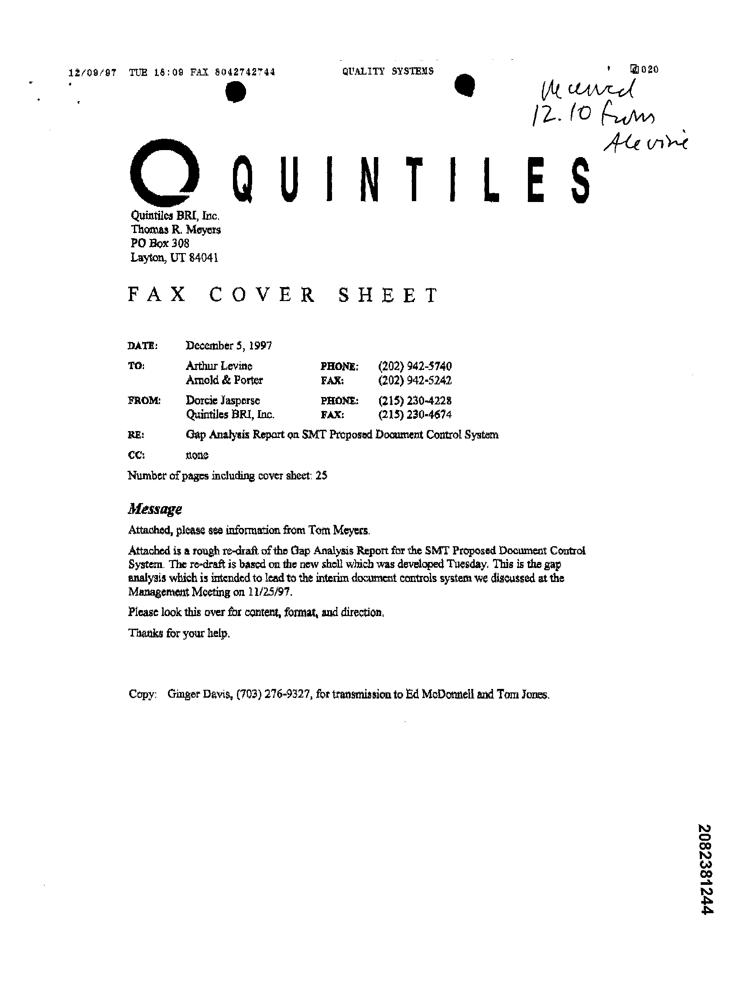 12/09/97 TUE 18:09 FAX 8042742744 QUALITY SYSTEMS 020
received
12.10 from
A Levine
QUINTILES
Quintiles BRI, Inc.
Thomas R. Meyers
PO Box 308
Layton, UT 84041
FAX COVER SHEET
DATE: December 5, 1997
TO: Arthur Levine PHONE: (202) 942-5740
Arnold & Porter FAX: (202) 942-5242
FROM: Dorcie Jasperse PHONE: (215) 230-4228
Quintiles BRI, Inc. FAX: (215) 230-4674
RE: Gap Analysis Report on SMT Proposed Document Control System
CC: none
Number of pages including cover sheet: 25
Message
Attached, please see information from Tom Meyers.
Attached is a rough re-draft of the Gap Analysis Report for the SMT Proposed Document Control
System. The re-draft is based on the new shell which was developed Tuesday. This is the gap
analysis which is intended to lead to the interim document controls system we discussed at the
Management Meeting on 11/25/97.
Please look this over for content, format, and direction.
Thanks for your help.
Copy: Ginger Davis, (703) 276-9327, for transmission to Ed McDonnell and Tom Jones.
2082381244